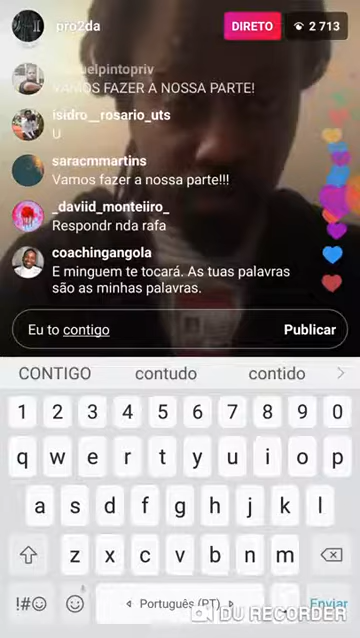 pro2da
DIRETO
2 713
elpintopriv
VAMOS FAZER A NOSSA PARTE!
isidro__rosario_uts
U
saracmmartins
Vamos fazer a nossa parte!!!
_daviid_monteiiro_
Respondr nda rafa
coachingangola
E minguem te tocará. As tuas palavras
são as minhas palavras.
Eu to contigo
Publicar
CONTIGO contudo contido
1 2 3 4 5 6 7 8 9 0
q w e r t y u i o p
a s d f g h j k l
z x c v b n m
!#☺ Português (PT) Enviar
DU RECORDER